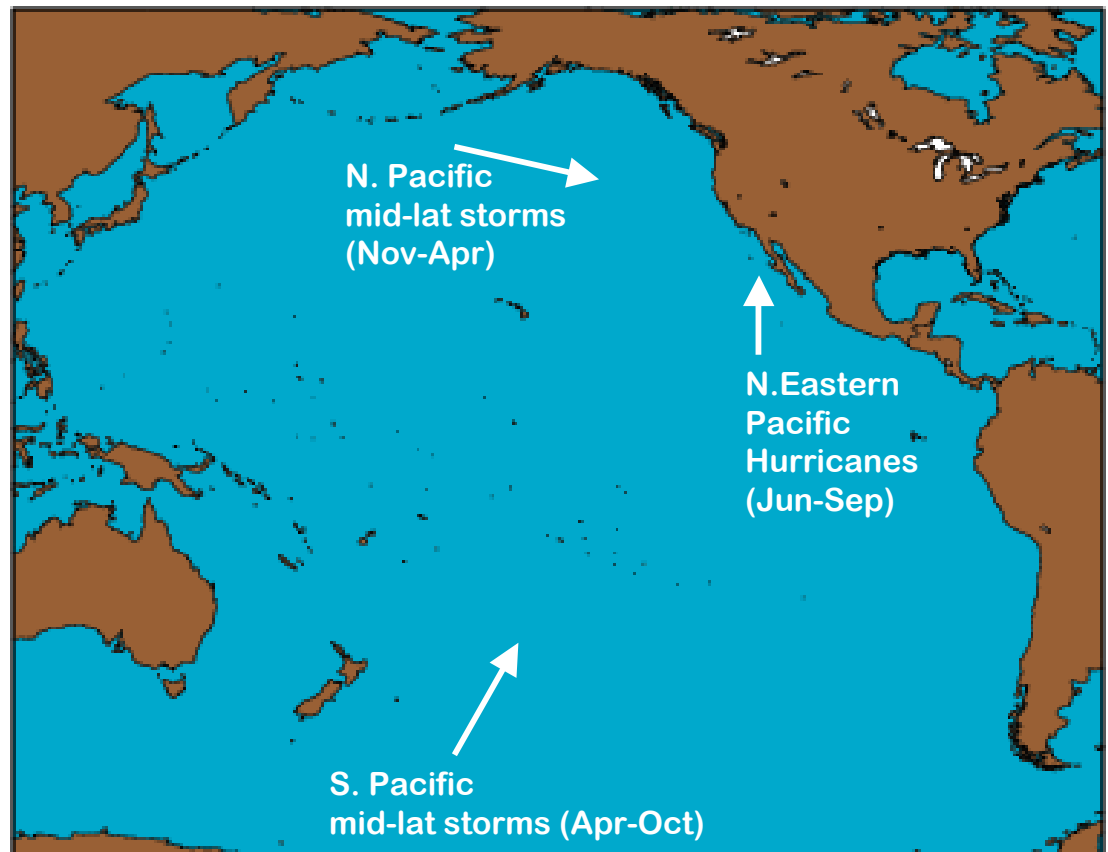 N. Pacific
mid-lat storms
(Nov-Apr)
N.Eastern
Pacific
Hurricanes
(Jun-Sep)
S. Pacific
mid-lat storms (Apr-Oct)